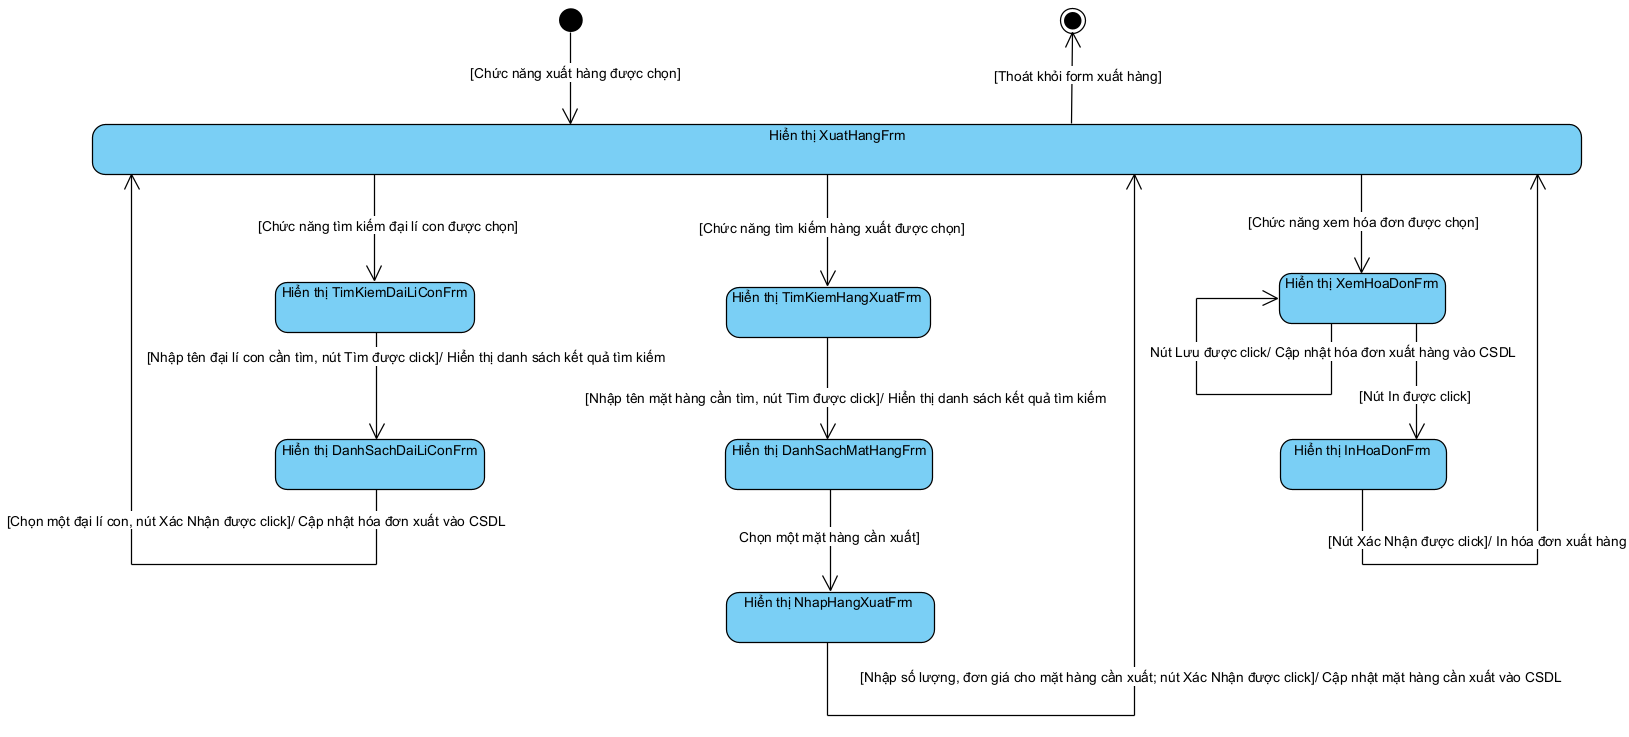 [Chức năng xuất hàng được chọn]
[Thoát khỏi form xuất hàng]
Hiển thị XuatHangFrm
[Chức năng tìm kiếm đại lí con được chọn]
[Chức năng tìm kiếm hàng xuất được chọn]
[Chức năng xem hóa đơn được chọn]
Hiển thị TimKiemDaiLiConFrm
Hiển thị TimKiemHangXuatFrm
Hiển thị XemHoaDonFrm
[Nhập tên đại lí con cần tìm, nút Tìm được click]/ Hiển thị danh sách kết quả tìm kiếm
Nút Lưu được click/ Cập nhật hóa đơn xuất hàng vào CSDL
[Nhập tên mặt hàng cần tìm, nút Tìm được click]/ Hiển thị danh sách kết quả tìm kiếm
[Nút In được click]
Hiển thị DanhSachDaiLiConFrm
Hiển thị DanhSachMatHangFrm
Hiển thị InHoaDonFrm
[Chọn một đại lí con, nút Xác Nhận được click]/ Cập nhật hóa đơn xuất vào CSDL
Chọn một mặt hàng cần xuất]
[Nút Xác Nhận được click]/ In hóa đơn xuất hàng
Hiển thị NhapHangXuatFrm
[Nhập số lượng, đơn giá cho mặt hàng cần xuất; nút Xác Nhận được click]/ Cập nhật mặt hàng cần xuất vào CSDL